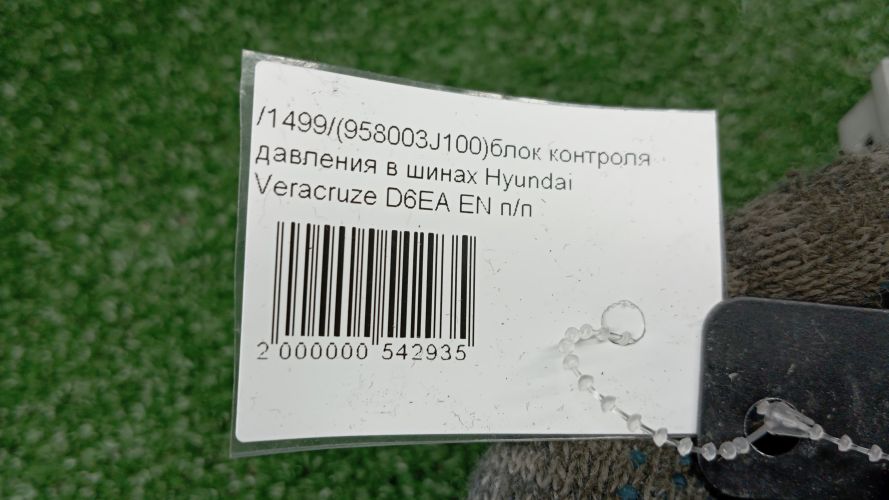 /1499/(958003J100)блок контроля
давления в шинах Hyundai
Veracruze D6EA EN п/п
2 000000 542935